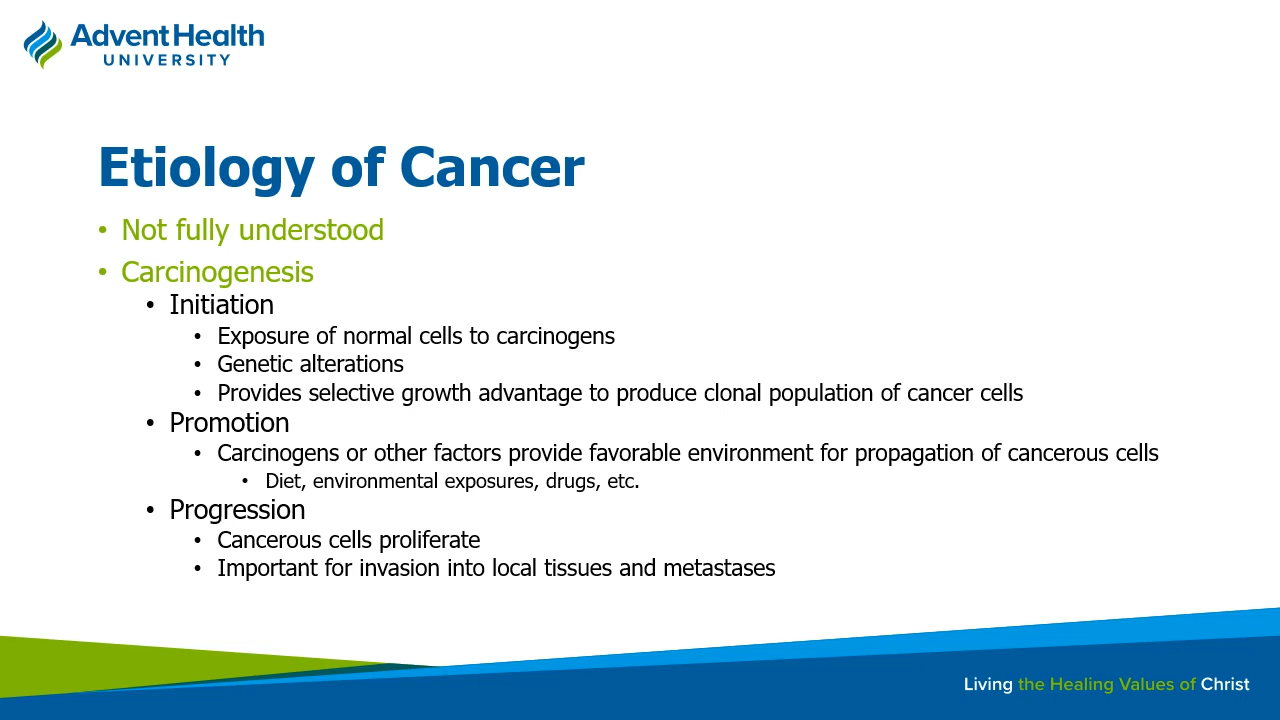 AdventHealth
UNIVERSITY
Etiology of Cancer
• Not fully understood
• Carcinogenesis
• Initiation
• Exposure of normal cells to carcinogens
• Genetic alterations
• Provides selective growth advantage to produce clonal population of cancer cells
• Promotion
• Carcinogens or other factors provide favorable environment for propagation of cancerous cells
• Diet, environmental exposures, drugs, etc.
• Progression
• Cancerous cells proliferate
• Important for invasion into local tissues and metastases
Living the Healing Values of Christ